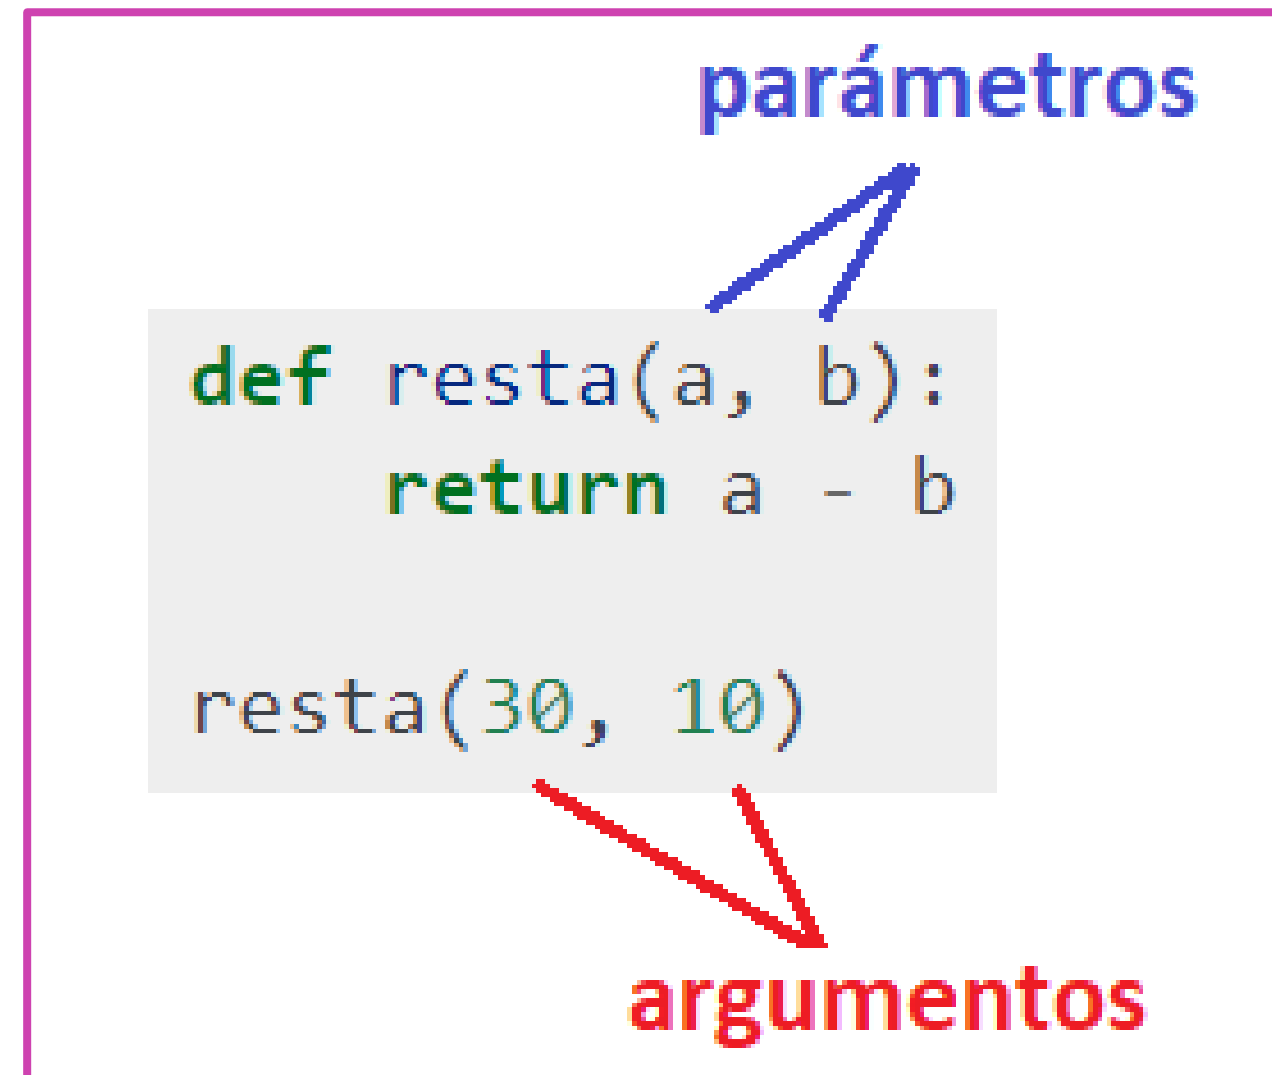 parámetros
def resta(a, b):
    return a - b
resta(30, 10)
argumentos